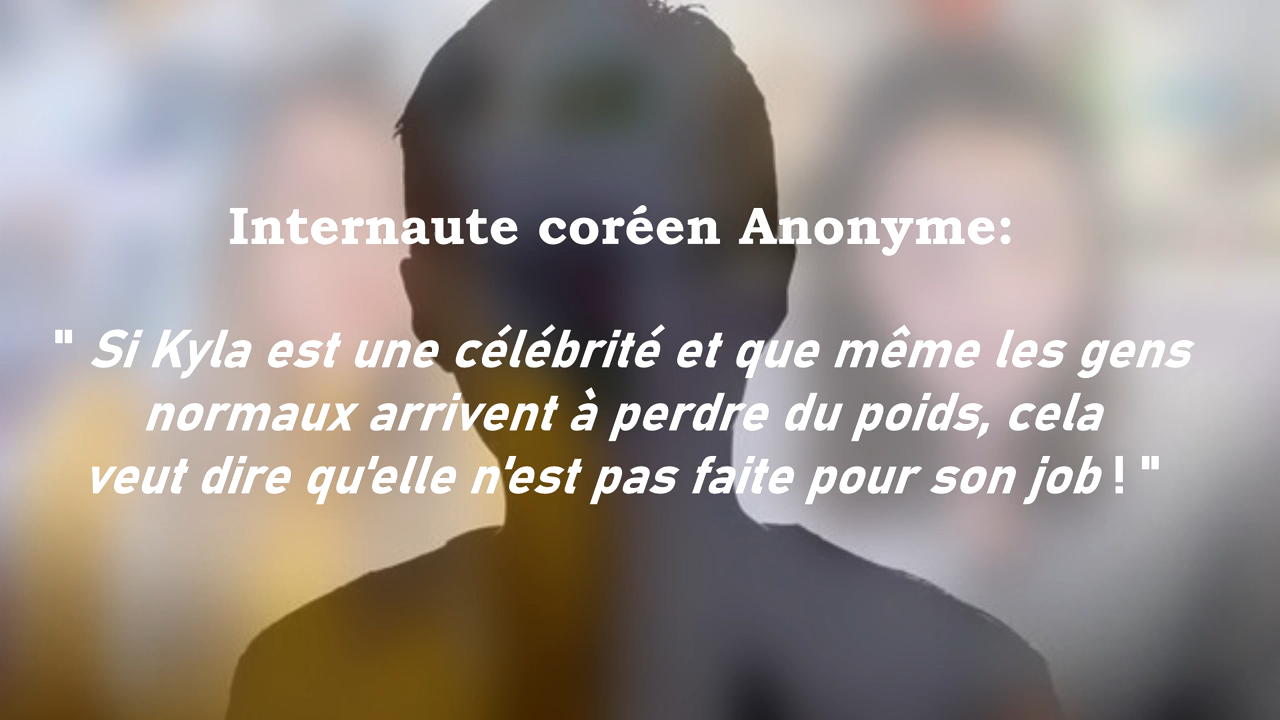 Internaute coréen Anonyme:
" Si Kyla est une célébrité et que même les gens
normaux arrivent à perdre du poids, cela
veut dire qu'elle n'est pas faite pour son job ! "